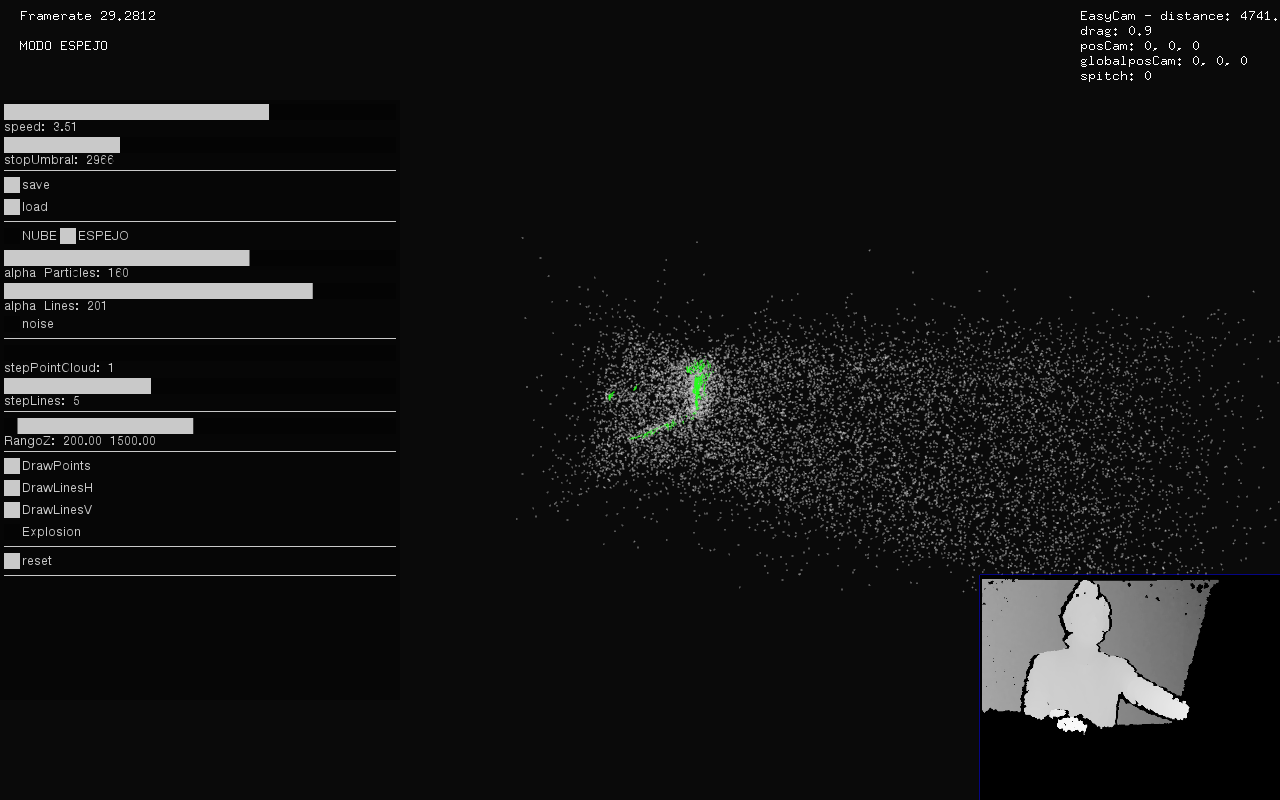 Framerate 29.2812
MODO ESPEJO
EasyCam - distance: 4741.
drag: 0.9
posCam: 0, 0, 0
globalposCam: 0, 0, 0
spitch: 0
speed: 3.51
stopUmbral: 2966
save
load
NUBE ESPEJO
alpha Particles: 160
alpha Lines: 201
noise
stepPointCloud: 1
stepLines: 5
RangoZ: 200.00 1500.00
DrawPoints
DrawLinesH
DrawLinesV
Explosion
reset